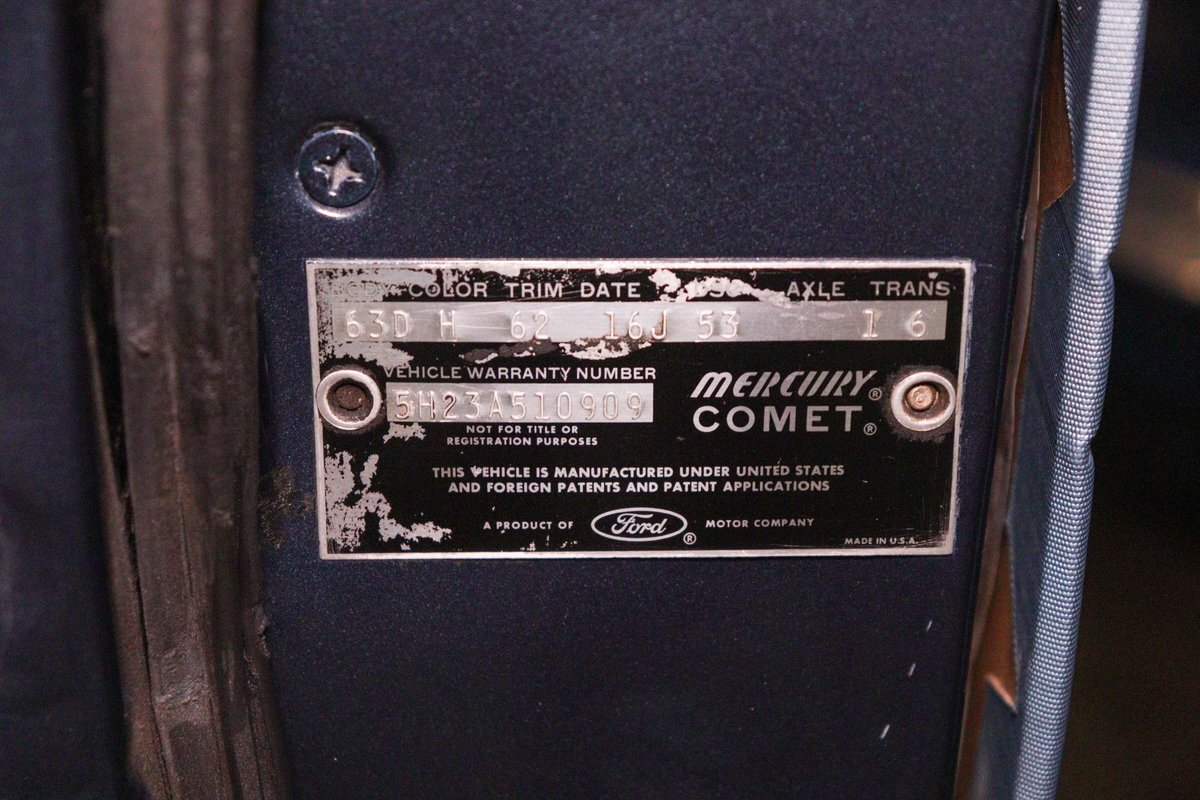 COLOR TRIM DATE DSO AXLE TRANS
63D H 62 16J 53 1 6
VEHICLE WARRANTY NUMBER
5H23A510909
NOT FOR TITLE OR
REGISTRATION PURPOSES
MERCURY®
COMET®
THIS VEHICLE IS MANUFACTURED UNDER UNITED STATES
AND FOREIGN PATENTS AND PATENT APPLICATIONS
A PRODUCT OF Ford® MOTOR COMPANY
MADE IN U.S.A.